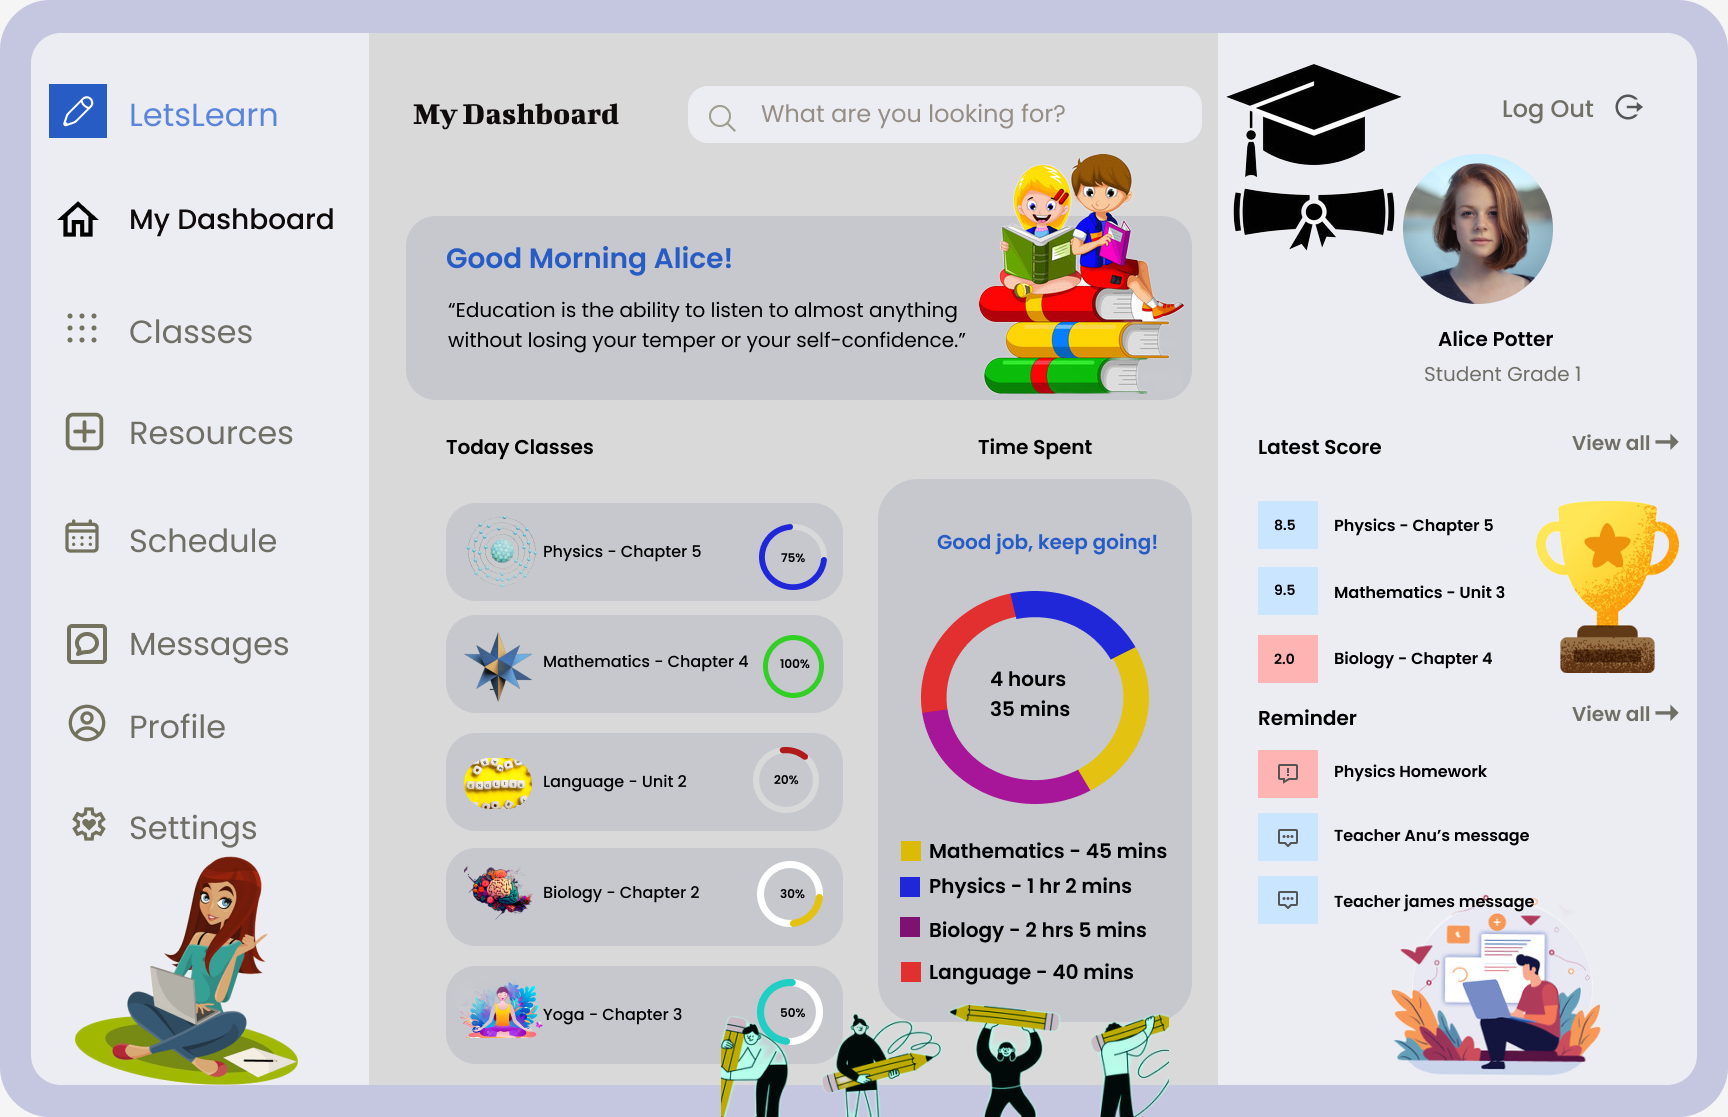 LetsLearn
My Dashboard
Classes
Resources
Schedule
Messages
Profile
Settings
My Dashboard
What are you looking for?
Good Morning Alice!
“Education is the ability to listen to almost anything
without losing your temper or your self-confidence.”
Today Classes
Physics - Chapter 5
75%
Mathematics - Chapter 4
100%
Language - Unit 2
20%
Biology - Chapter 2
30%
Yoga - Chapter 3
50%
Time Spent
Good job, keep going!
4 hours
35 mins
Mathematics - 45 mins
Physics - 1 hr 2 mins
Biology - 2 hrs 5 mins
Language - 40 mins
Log Out
Alice Potter
Student Grade 1
Latest Score
View all
8.5
Physics - Chapter 5
9.5
Mathematics - Unit 3
2.0
Biology - Chapter 4
Reminder
View all
Physics Homework
Teacher Anu’s message
Teacher james message